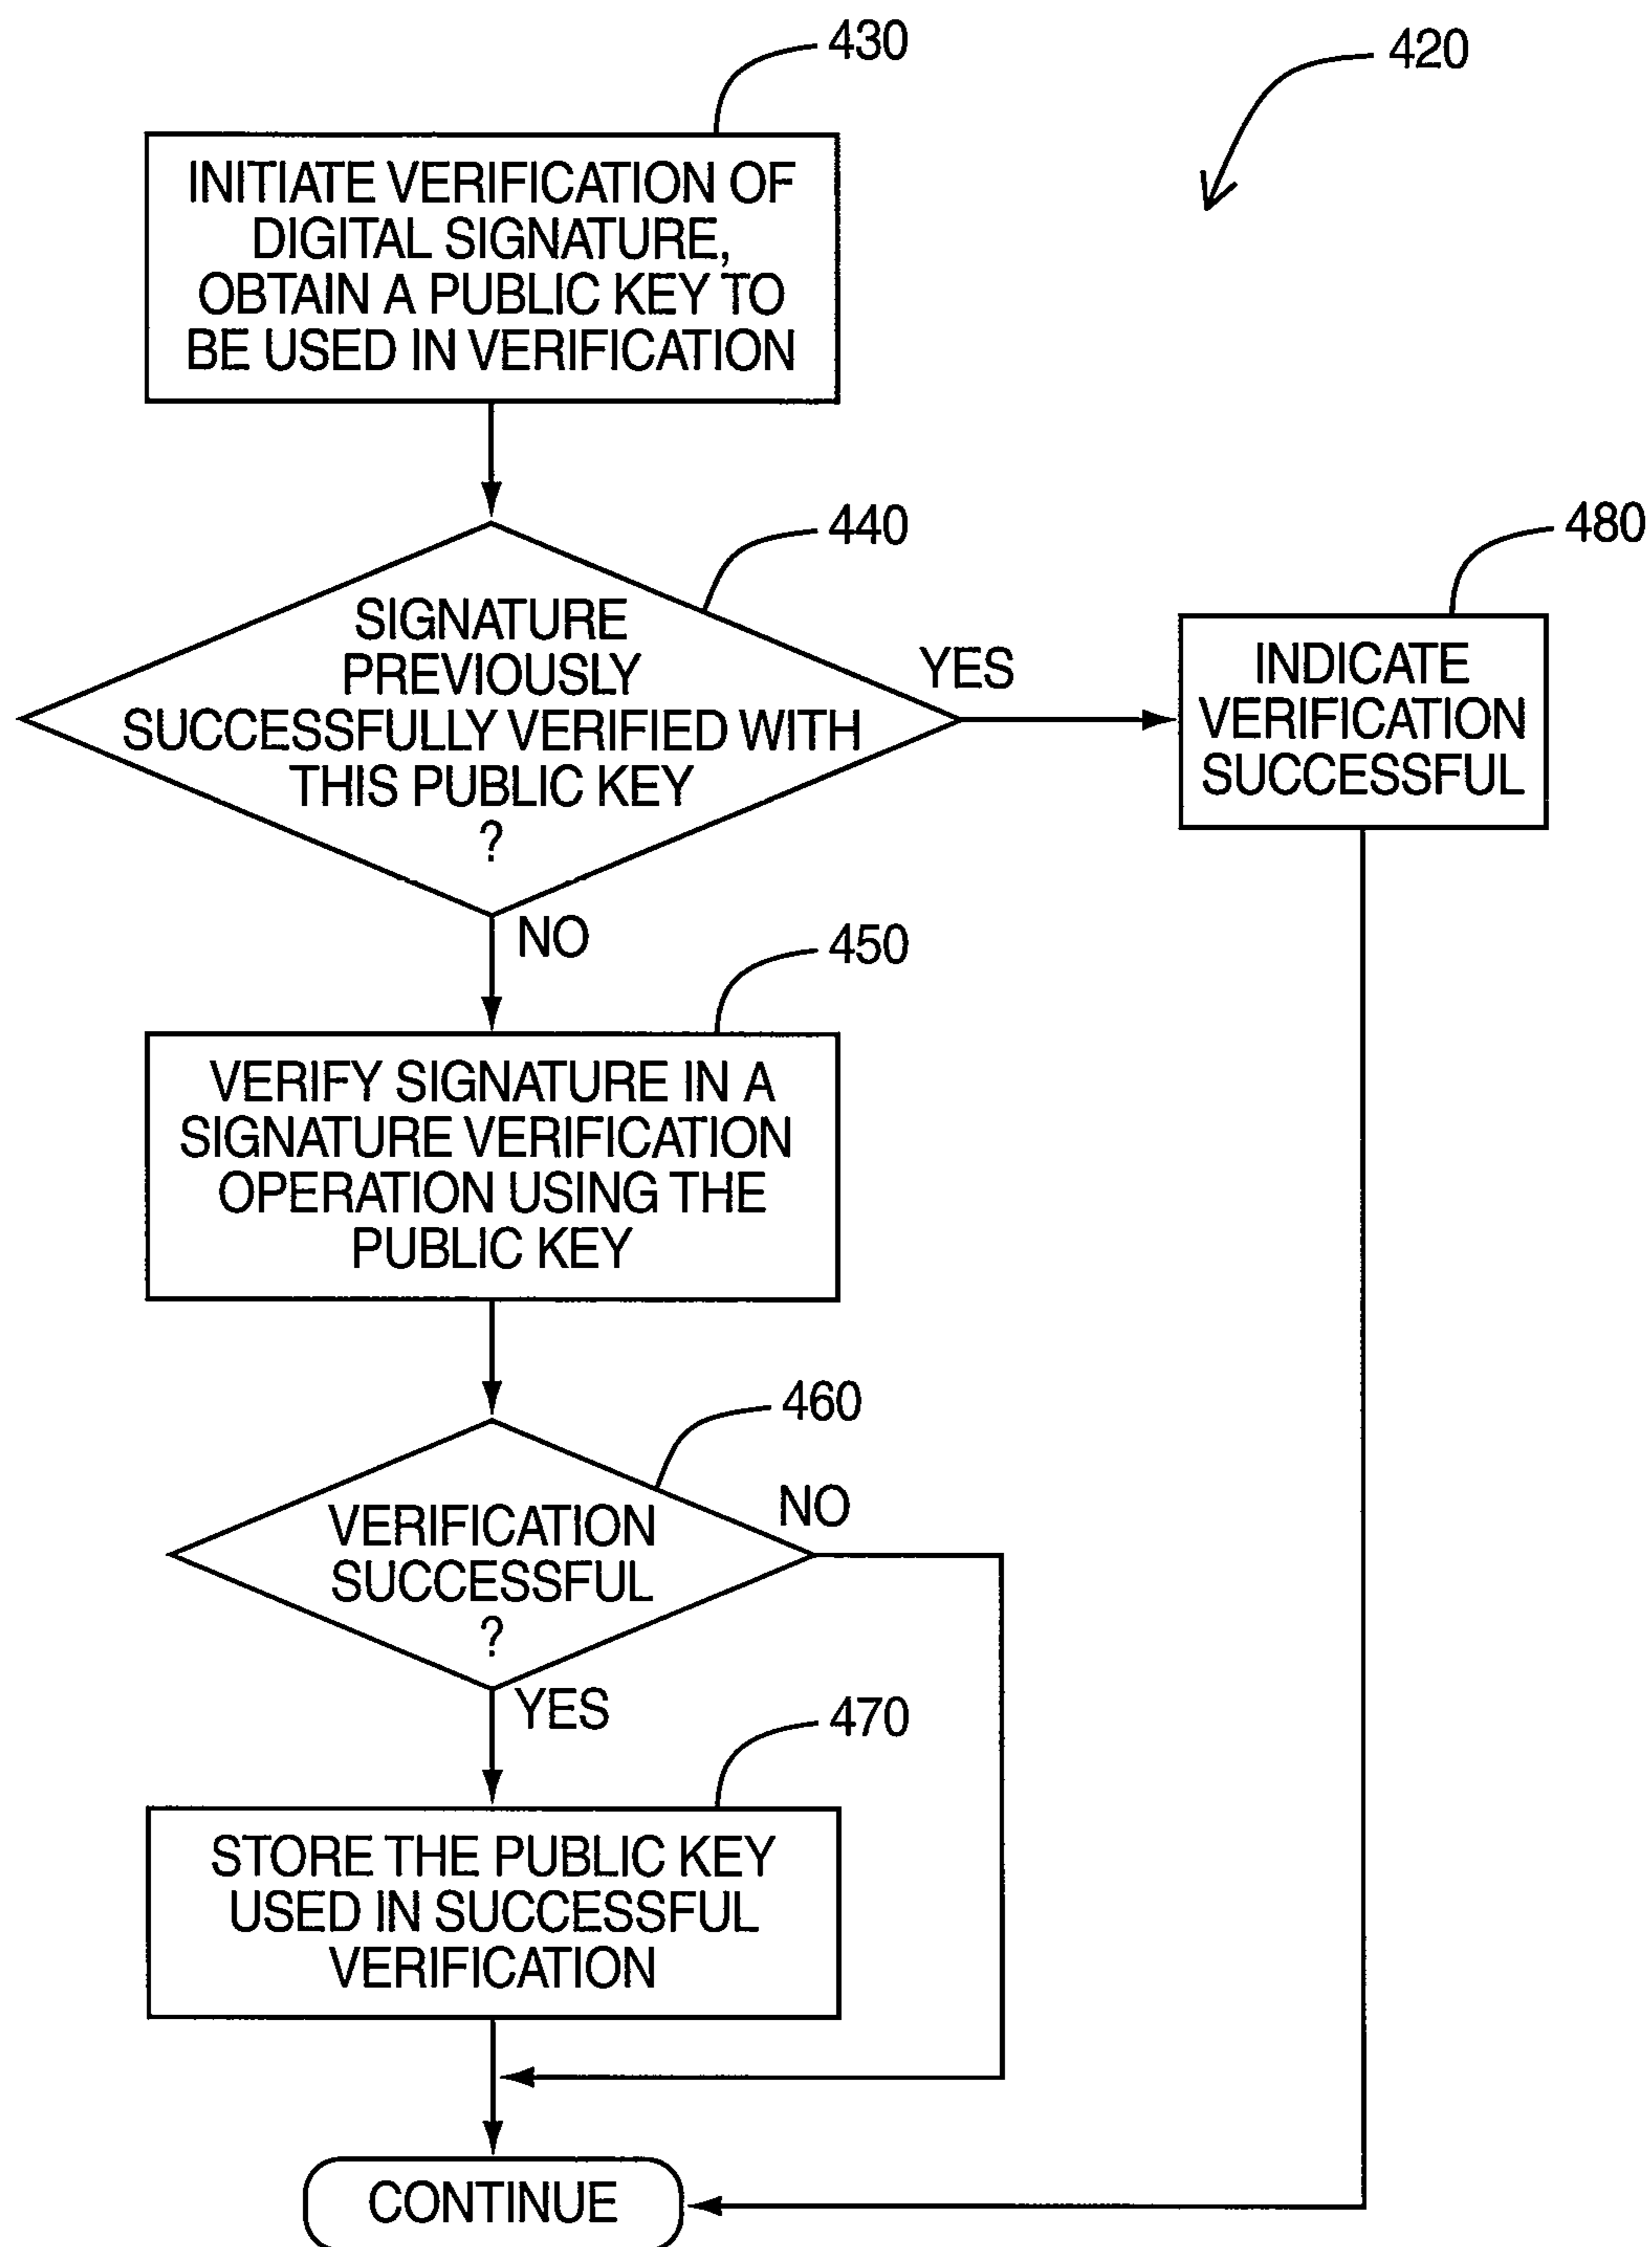 430
420
INITIATE VERIFICATION OF
DIGITAL SIGNATURE,
OBTAIN A PUBLIC KEY TO
BE USED IN VERIFICATION
440
480
SIGNATURE
PREVIOUSLY
SUCCESSFULLY VERIFIED WITH
THIS PUBLIC KEY
?
YES
INDICATE
VERIFICATION
SUCCESSFUL
NO
450
VERIFY SIGNATURE IN A
SIGNATURE VERIFICATION
OPERATION USING THE
PUBLIC KEY
460
VERIFICATION
SUCCESSFUL
?
NO
YES
470
STORE THE PUBLIC KEY
USED IN SUCCESSFUL
VERIFICATION
CONTINUE